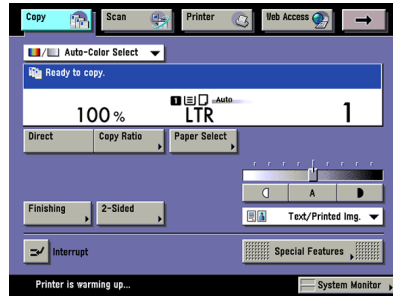 Copy Scan Printer Web Access
Auto-Color Select
Ready to copy.
100 % 1 Auto LTR 1
Direct Copy Ratio Paper Select
A
Finishing 2-Sided
Text/Printed Img.
Interrupt Special Features
Printer is warming up... System Monitor